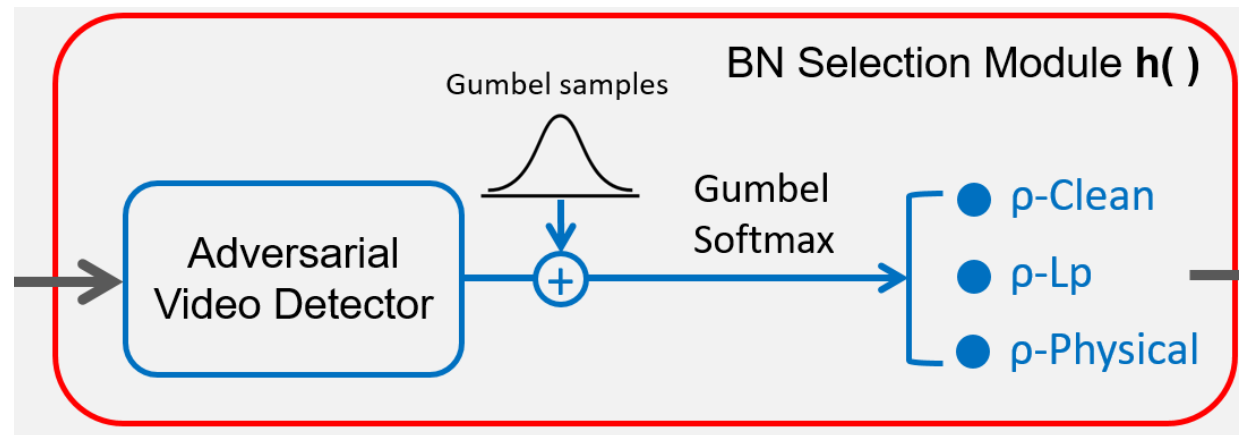 BN Selection Module h( )
Gumbel samples
Adversarial
Video Detector
+
Gumbel
Softmax
ρ-Clean
ρ-Lp
ρ-Physical